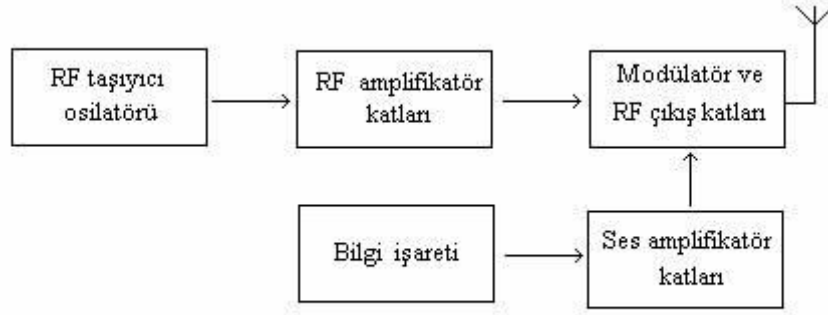 RF taşıyıcı
osilatörü
RF amplifikatör
katları
Modülatör ve
RF çıkış katları
Bilgi işareti
Ses amplifikatör
katları